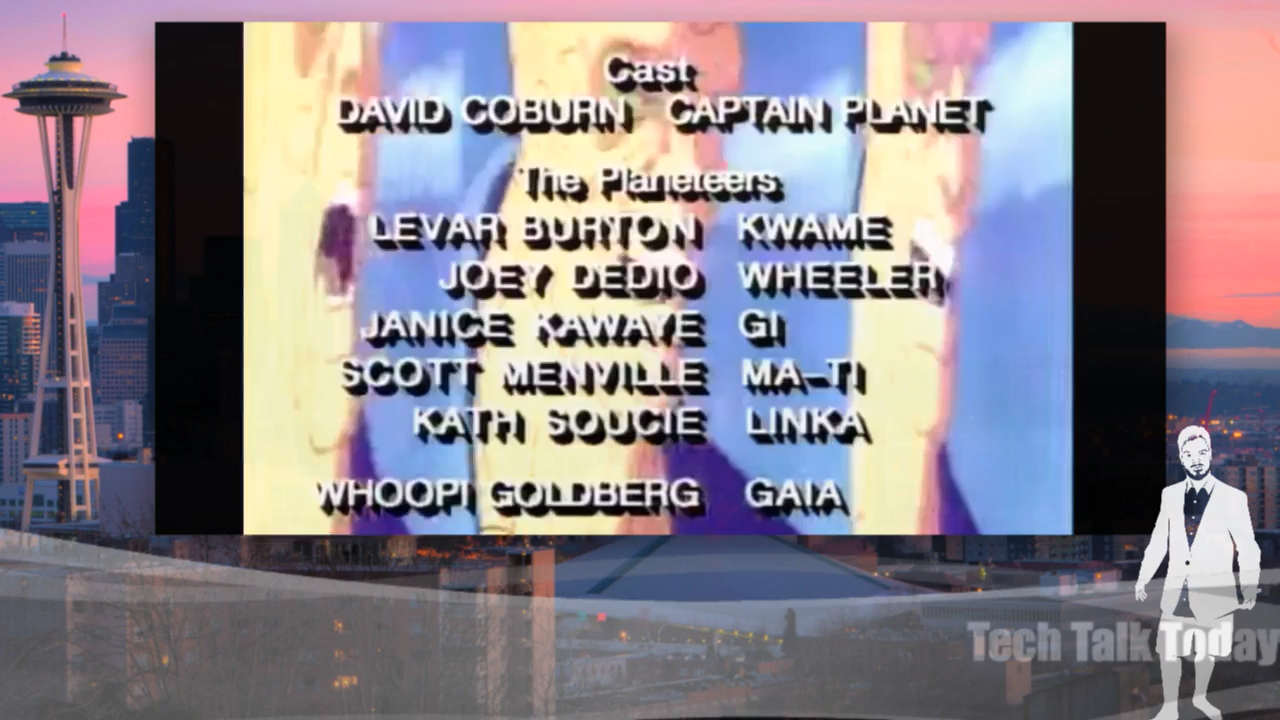 Cast
DAVID COBURN CAPTAIN PLANET
The Planeteers
LEVAR BURTON KWAME
JOEY DEDIO WHEELER
JANICE KAWAYE GI
SCOTT MENVILLE MA-TI
KATH SOUCIE LINKA
WHOOPI GOLDBERG GAIA
Tech Talk Today